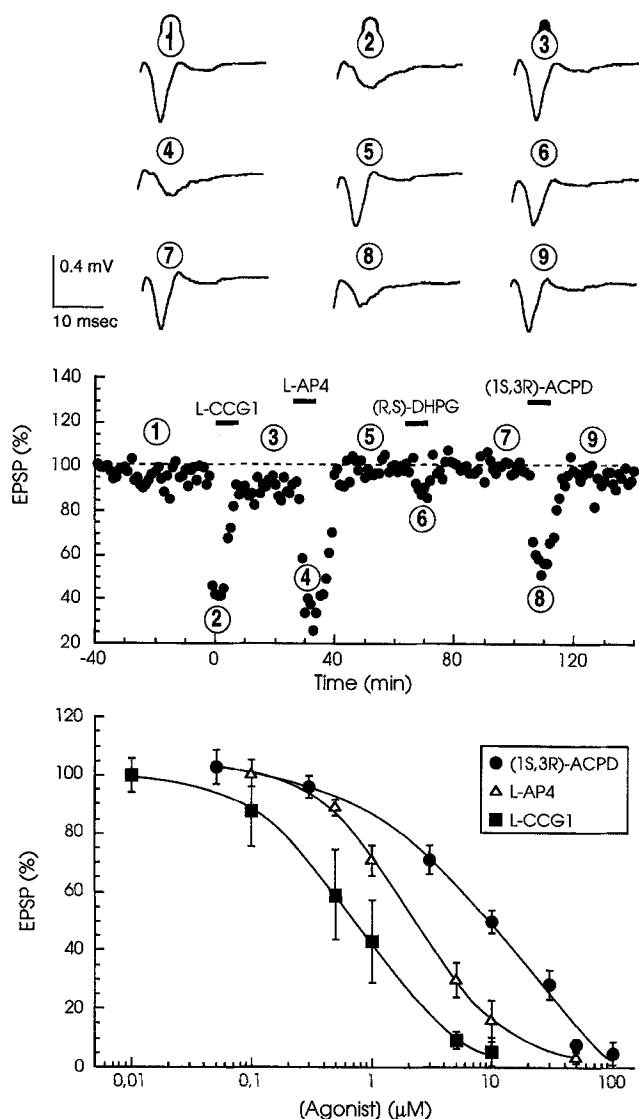 1 2 3
4 5 6
7 8 9
0.4 mV
10 msec
EPSP (%)
140
120
100
80
60
40
20
L-CCG1
L-AP4
(R,S)-DHPG
(1S,3R)-ACPD
1 3 5 7 9
2 4 6 8
-40 0 40 80 120
Time (min)
EPSP (%)
120
100
80
60
40
20
0
(1S,3R)-ACPD
L-AP4
L-CCG1
0,01 0,1 1 10 100
[Agonist] (µM)